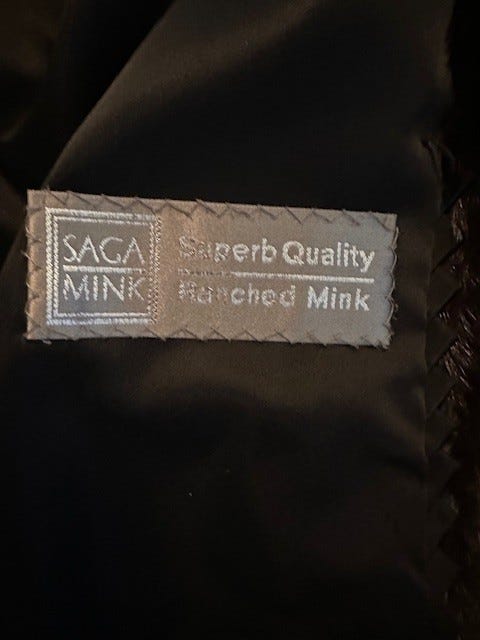 SAGA
MINK
Superb Quality
Ranched Mink